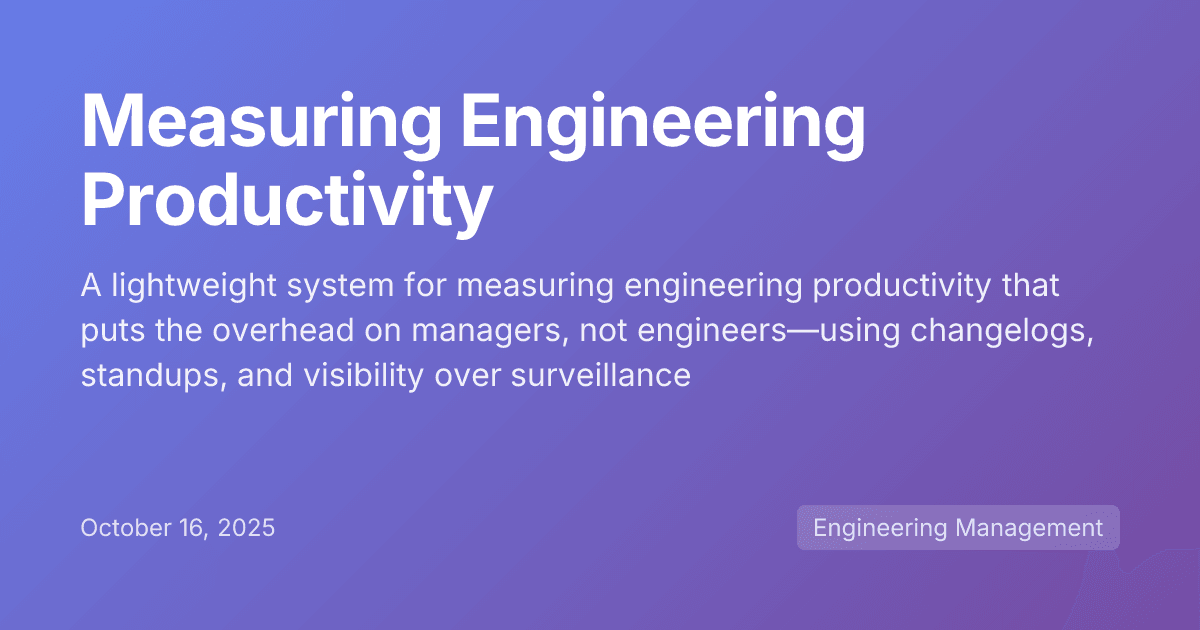 Measuring Engineering
Productivity
A lightweight system for measuring engineering productivity that
puts the overhead on managers, not engineers—using changelogs,
standups, and visibility over surveillance
October 16, 2025
Engineering Management